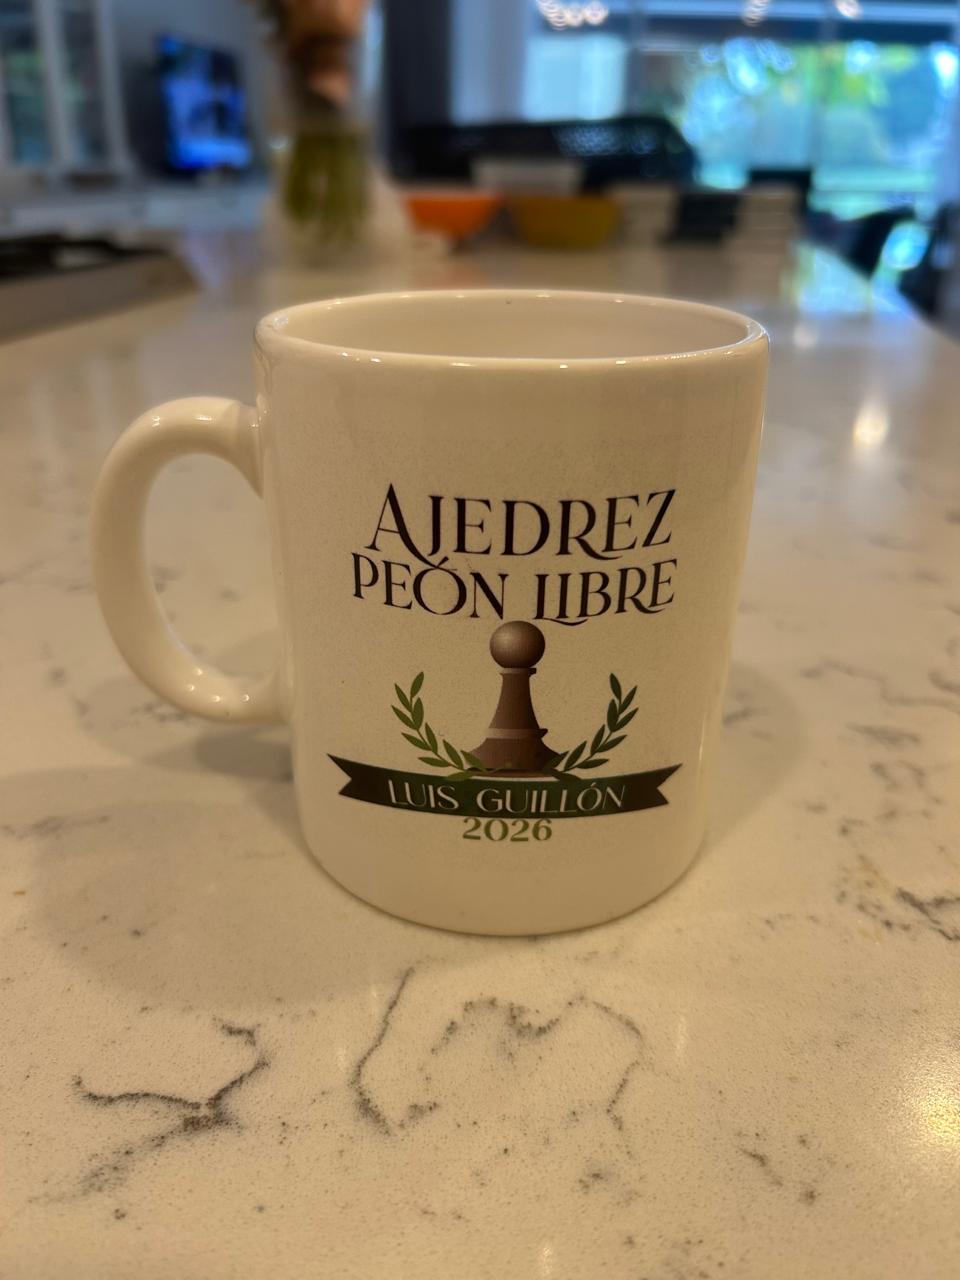 AJEDREZ
PEÓN LIBRE
LUIS GUILLÓN
2026